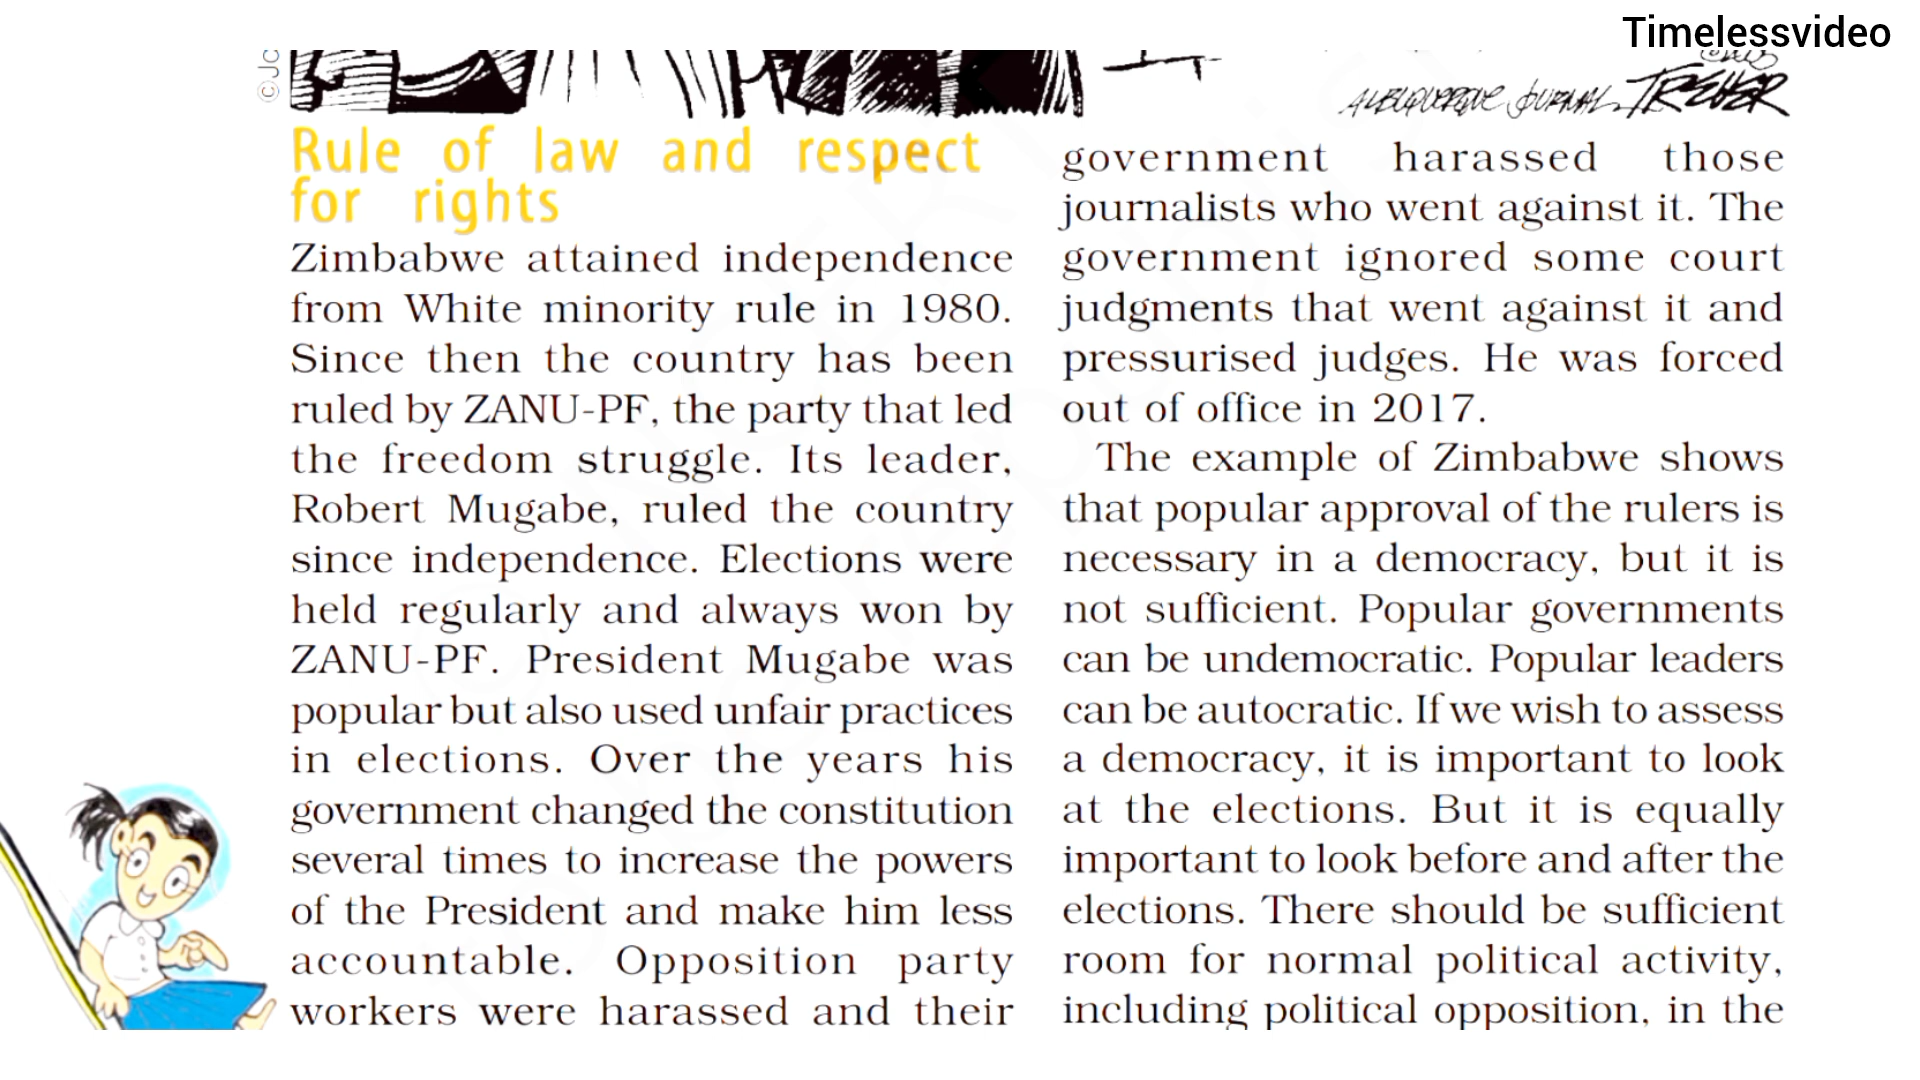 Timelessvideo
© JC
ALBUQUERQUE JOURNAL TREVER
Rule of law and respect
for rights
Zimbabwe attained independence
from White minority rule in 1980.
Since then the country has been
ruled by ZANU-PF, the party that led
the freedom struggle. Its leader,
Robert Mugabe, ruled the country
since independence. Elections were
held regularly and always won by
ZANU-PF. President Mugabe was
popular but also used unfair practices
in elections. Over the years his
government changed the constitution
several times to increase the powers
of the President and make him less
accountable. Opposition party
workers were harassed and their
government harassed those
journalists who went against it. The
government ignored some court
judgments that went against it and
pressurised judges. He was forced
out of office in 2017.
The example of Zimbabwe shows
that popular approval of the rulers is
necessary in a democracy, but it is
not sufficient. Popular governments
can be undemocratic. Popular leaders
can be autocratic. If we wish to assess
a democracy, it is important to look
at the elections. But it is equally
important to look before and after the
elections. There should be sufficient
room for normal political activity,
including political opposition, in the